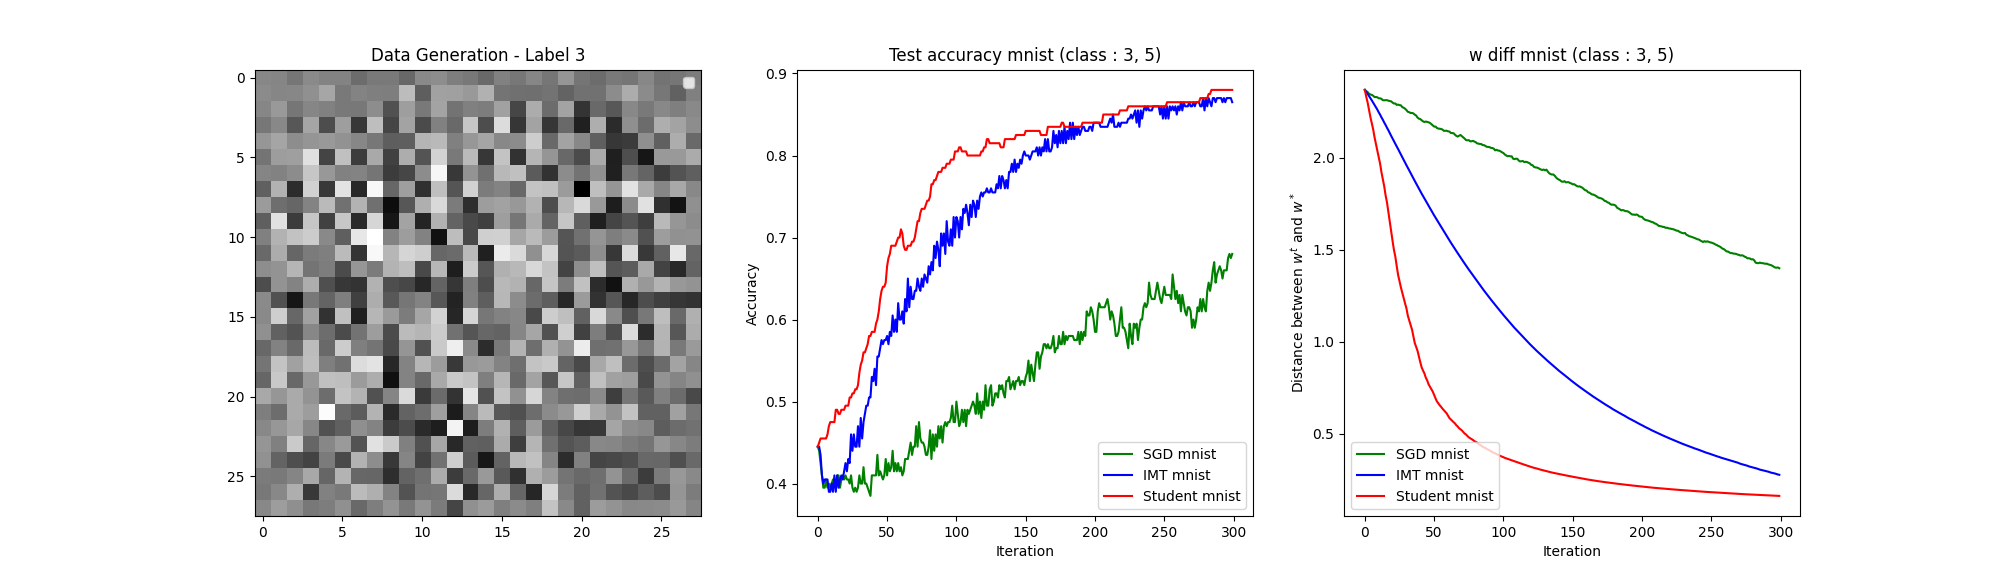 Data Generation - Label 3
0
5
10
15
20
25
0 5 10 15 20 25
Test accuracy mnist (class : 3, 5)
Accuracy
0.9
0.8
0.7
0.6
0.5
0.4
0 50 100 150 200 250 300
Iteration
SGD mnist
IMT mnist
Student mnist
w diff mnist (class : 3, 5)
Distance between w^t and w^*
2.0
1.5
1.0
0.5
0 50 100 150 200 250 300
Iteration
SGD mnist
IMT mnist
Student mnist